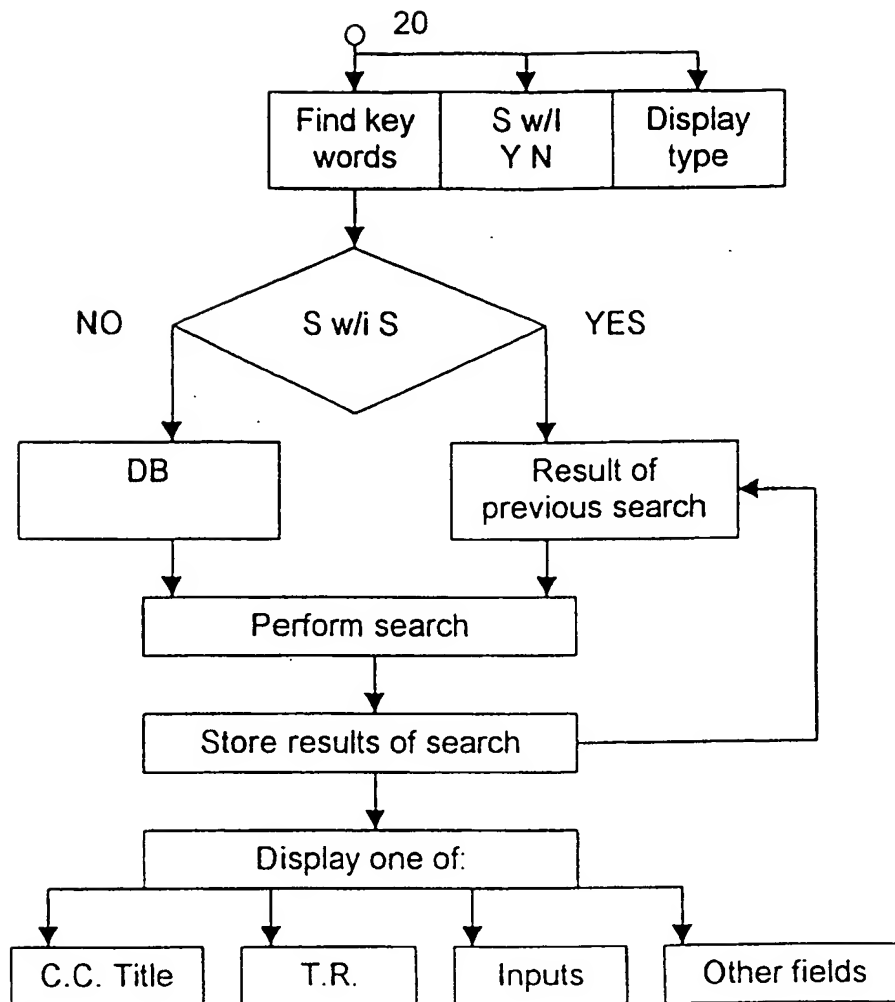 20
Find key
words
S w/I
Y N
Display
type
NO
S w/i S
YES
DB
Result of
previous search
Perform search
Store results of search
Display one of:
C.C. Title
T.R.
Inputs
Other fields